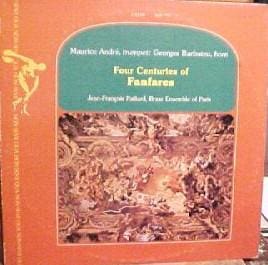 Maurice André, trumpet: Georges Barboteu, horn
Four Centuries of
Fanfares
Jean-François Paillard, Brass Ensemble of Paris